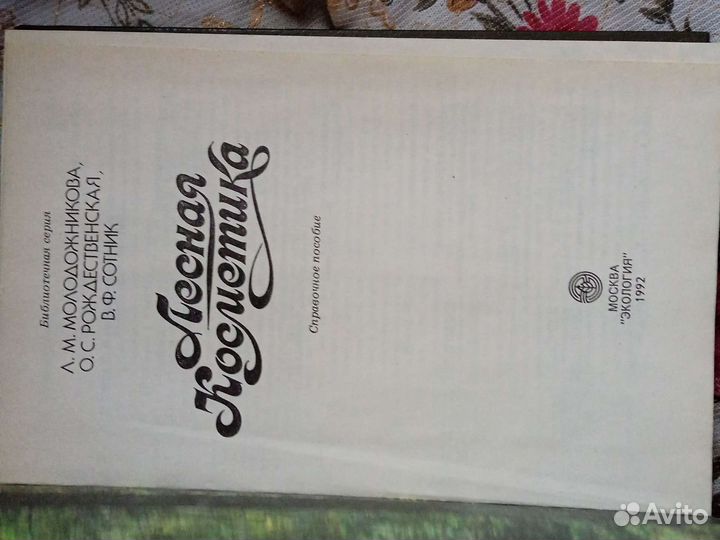 Библиотечная серия
Л. М. МОЛОДОЖНИКОВА,
О. С. РОЖДЕСТВЕНСКАЯ,
В. Ф. СОТНИК
Лесная
Косметика
Справочное пособие
МОСКВА
"ЭКОЛОГИЯ"
1992
Avito